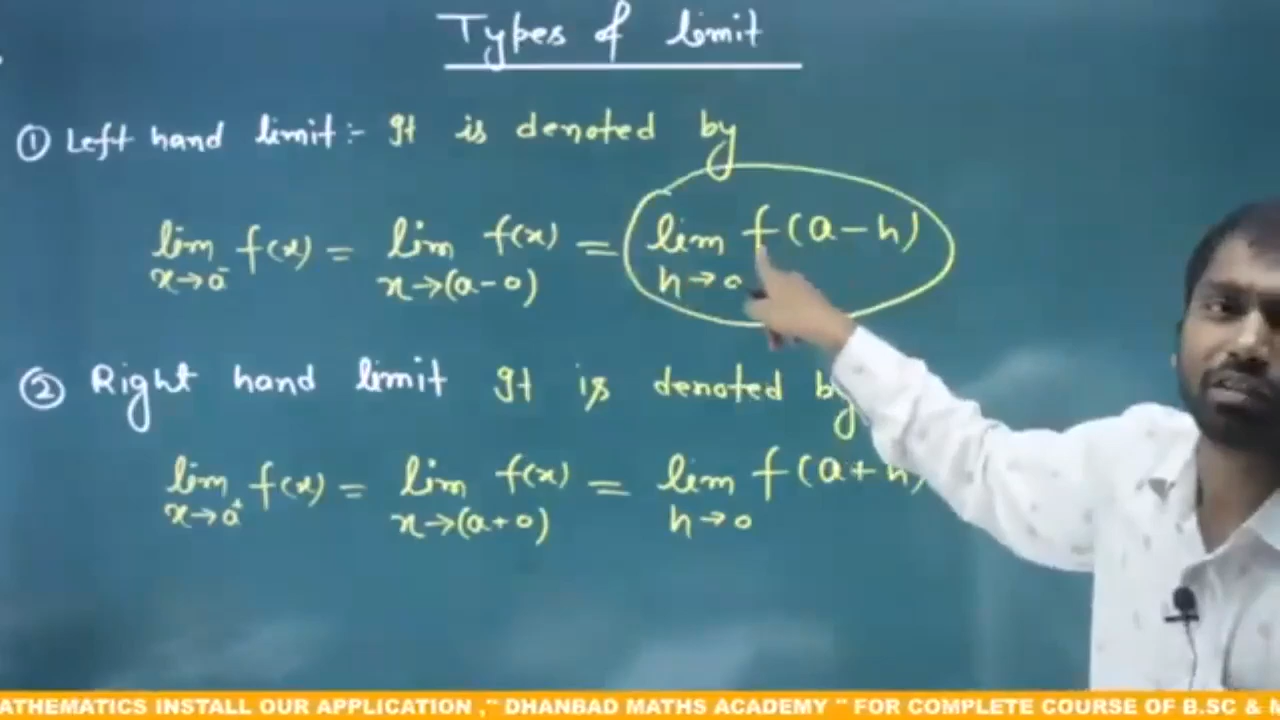 Types of limit
① Left hand limit:- It is denoted by
lim f(x) = lim f(x) = lim f(a-h)
x→a⁻ x→(a-0) h→0
② Right hand limit It is denoted by
lim f(x) = lim f(x) = lim f(a+h)
x→a⁺ x→(a+0) h→0
ATHEMATICS INSTALL OUR APPLICATION ," DHANBAD MATHS ACADEMY " FOR COMPLETE COURSE OF B.SC & M